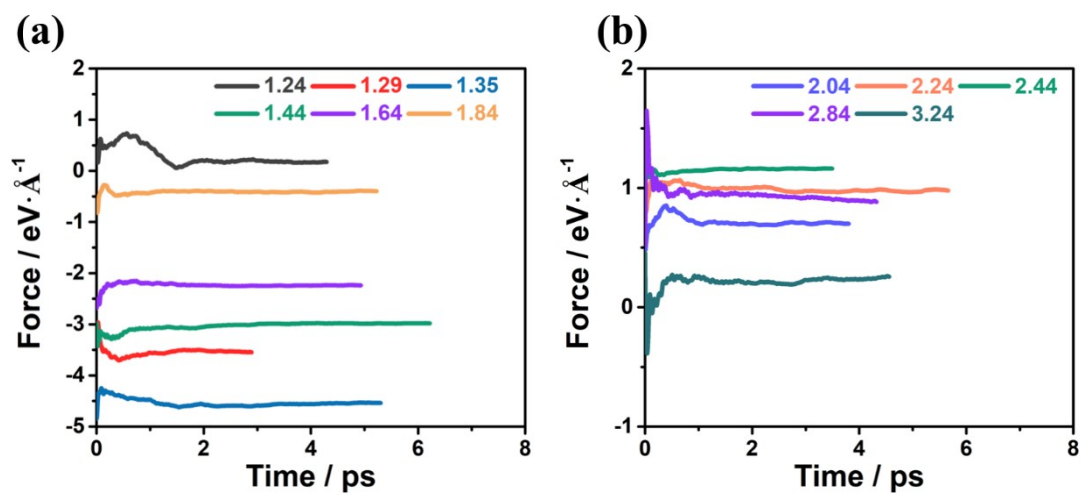 (a)
2
1
0
-1
-2
-3
-4
-5
Force / eV·Å⁻¹
1.24 1.29 1.35
1.44 1.64 1.84
0 2 4 6 8
Time / ps
(b)
2
1
0
-1
Force / eV·Å⁻¹
2.04 2.24 2.44
2.84 3.24
0 2 4 6 8
Time / ps